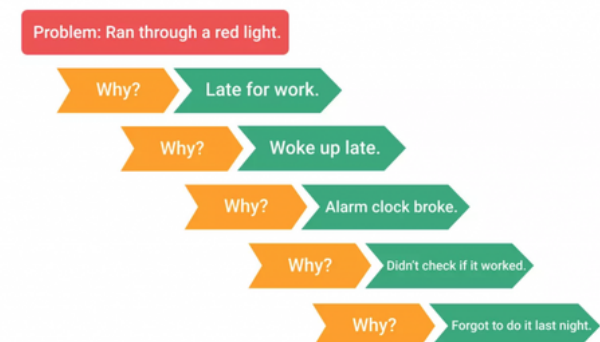 Problem: Ran through a red light.
Why? Late for work.
Why? Woke up late.
Why? Alarm clock broke.
Why? Didn't check if it worked.
Why? Forgot to do it last night.